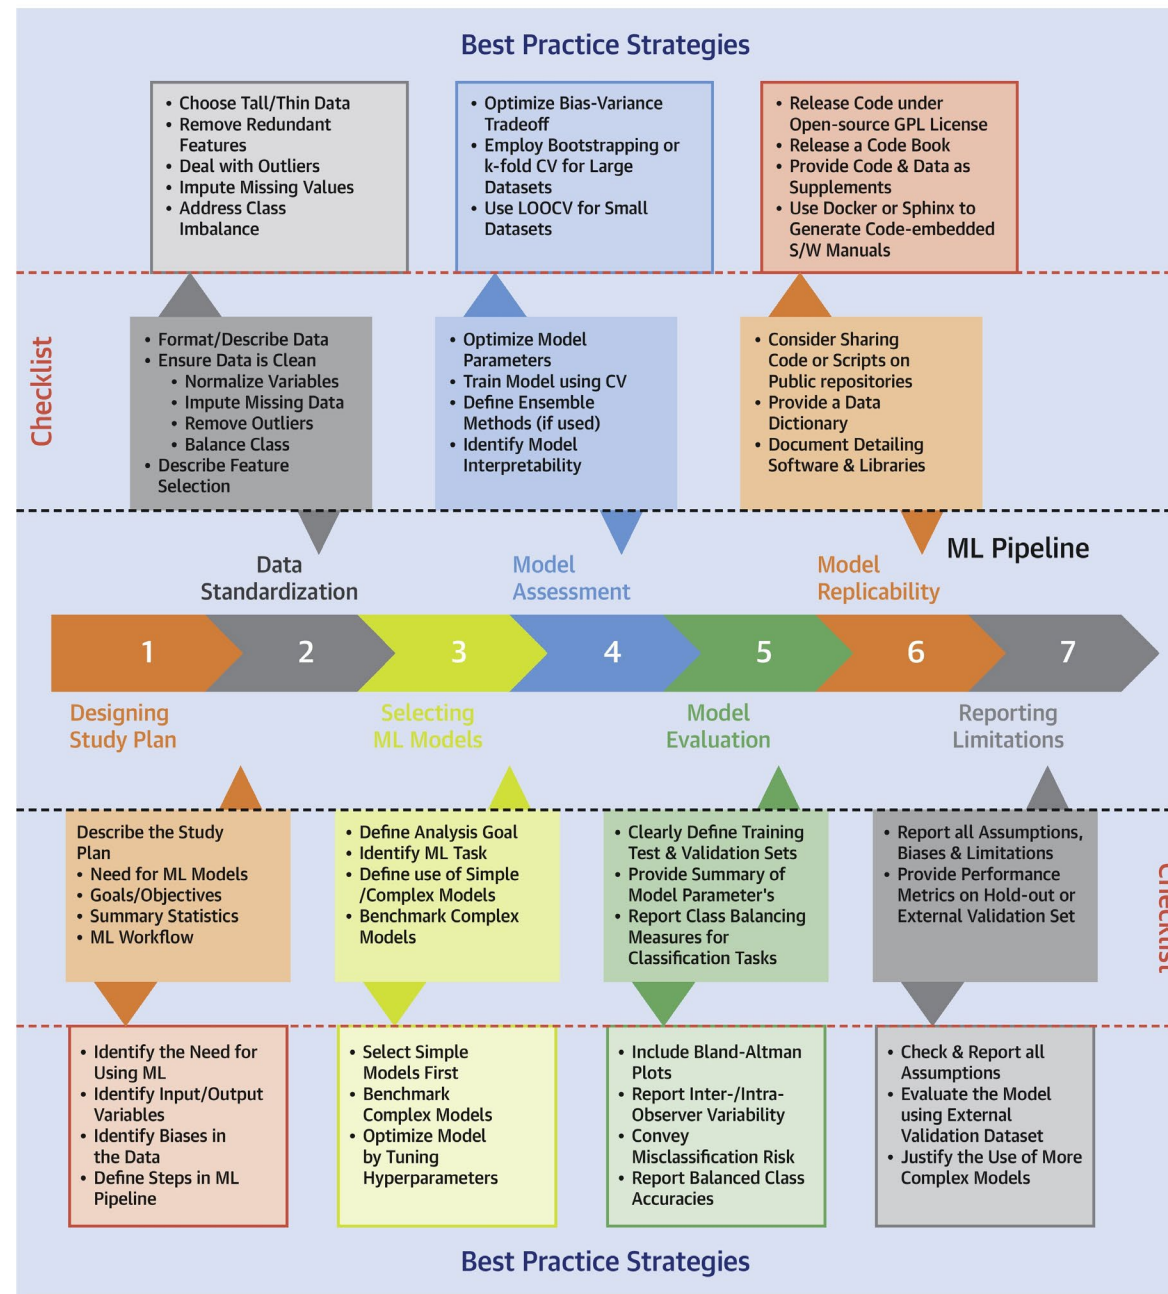 Best Practice Strategies
• Choose Tall/Thin Data
• Remove Redundant
Features
• Deal with Outliers
• Impute Missing Values
• Address Class
Imbalance
• Optimize Bias-Variance
Tradeoff
• Employ Bootstrapping or
k-fold CV for Large
Datasets
• Use LOOCV for Small
Datasets
• Release Code under
Open-source GPL License
• Release a Code Book
• Provide Code & Data as
Supplements
• Use Docker or Sphinx to
Generate Code-embedded
S/W Manuals
Checklist
• Format/Describe Data
• Ensure Data is Clean
• Normalize Variables
• Impute Missing Data
• Remove Outliers
• Balance Class
• Describe Feature
Selection
• Optimize Model
Parameters
• Train Model using CV
• Define Ensemble
Methods (if used)
• Identify Model
Interpretability
• Consider Sharing
Code or Scripts on
Public repositories
• Provide a Data
Dictionary
• Document Detailing
Software & Libraries
ML Pipeline
Data
Standardization
Model
Assessment
Model
Replicability
1 2 3 4 5 6 7
Designing
Study Plan
Selecting
ML Models
Model
Evaluation
Reporting
Limitations
Describe the Study
Plan
• Need for ML Models
• Goals/Objectives
• Summary Statistics
• ML Workflow
• Define Analysis Goal
• Identify ML Task
• Define use of Simple
/Complex Models
• Benchmark Complex
Models
• Clearly Define Training
Test & Validation Sets
• Provide Summary of
Model Parameter's
• Report Class Balancing
Measures for
Classification Tasks
• Report all Assumptions,
Biases & Limitations
• Provide Performance
Metrics on Hold-out or
External Validation Set
Checklist
• Identify the Need for
Using ML
• Identify Input/Output
Variables
• Identify Biases in
the Data
• Define Steps in ML
Pipeline
• Select Simple
Models First
• Benchmark
Complex Models
• Optimize Model
by Tuning
Hyperparameters
• Include Bland-Altman
Plots
• Report Inter-/Intra-
Observer Variability
• Convey
Misclassification Risk
• Report Balanced Class
Accuracies
• Check & Report all
Assumptions
• Evaluate the Model
using External
Validation Dataset
• Justify the Use of More
Complex Models
Best Practice Strategies